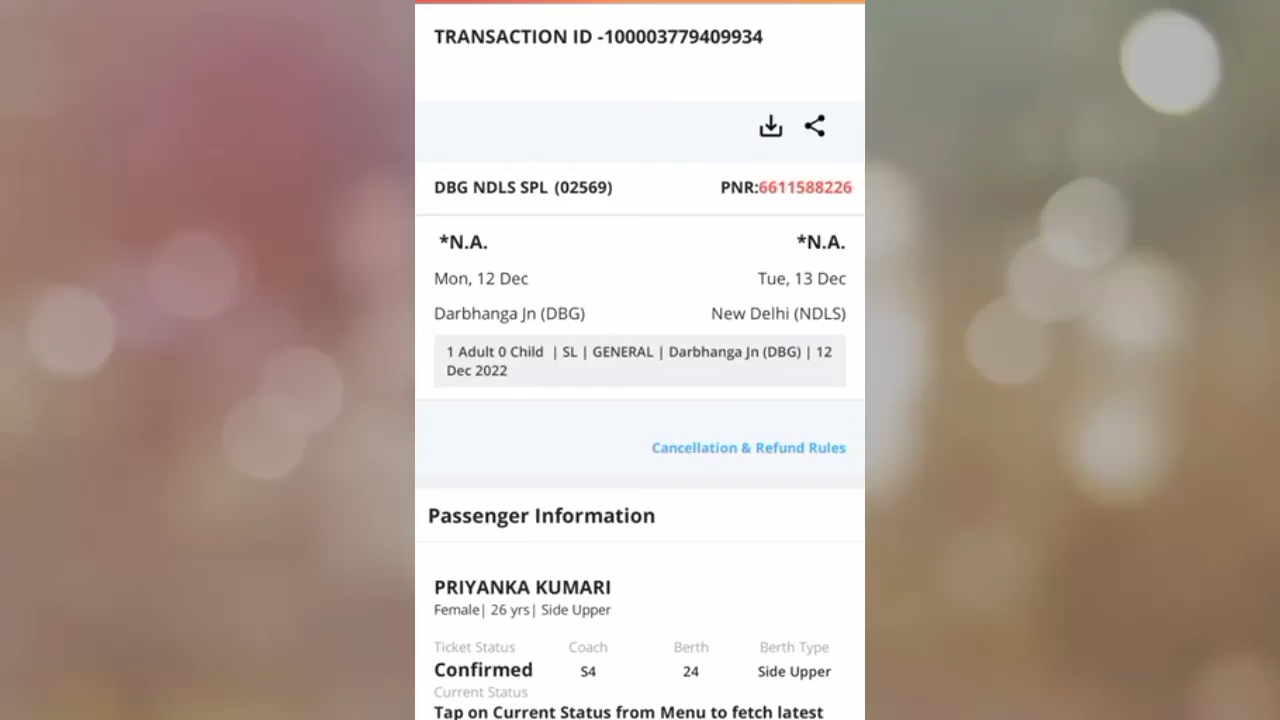 TRANSACTION ID -100003779409934
DBG NDLS SPL (02569) PNR:6611588226
*N.A. *N.A.
Mon, 12 Dec Tue, 13 Dec
Darbhanga Jn (DBG) New Delhi (NDLS)
1 Adult 0 Child | SL | GENERAL | Darbhanga Jn (DBG) | 12
Dec 2022
Cancellation & Refund Rules
Passenger Information
PRIYANKA KUMARI
Female| 26 yrs| Side Upper
Ticket Status Coach Berth Berth Type
Confirmed S4 24 Side Upper
Current Status
Tap on Current Status from Menu to fetch latest